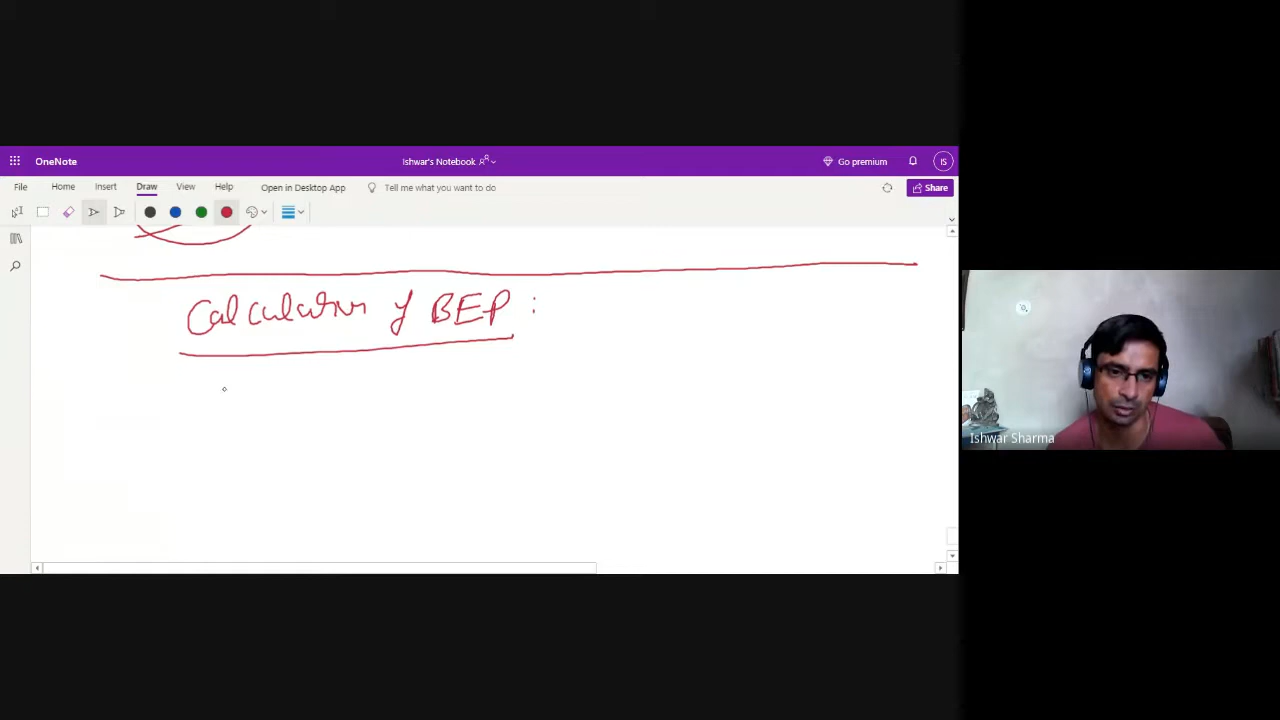 OneNote
Ishwar's Notebook
Go premium
IS
File Home Insert Draw View Help Open in Desktop App Tell me what you want to do
Share
Calculation of BEP :
Ishwar Sharma